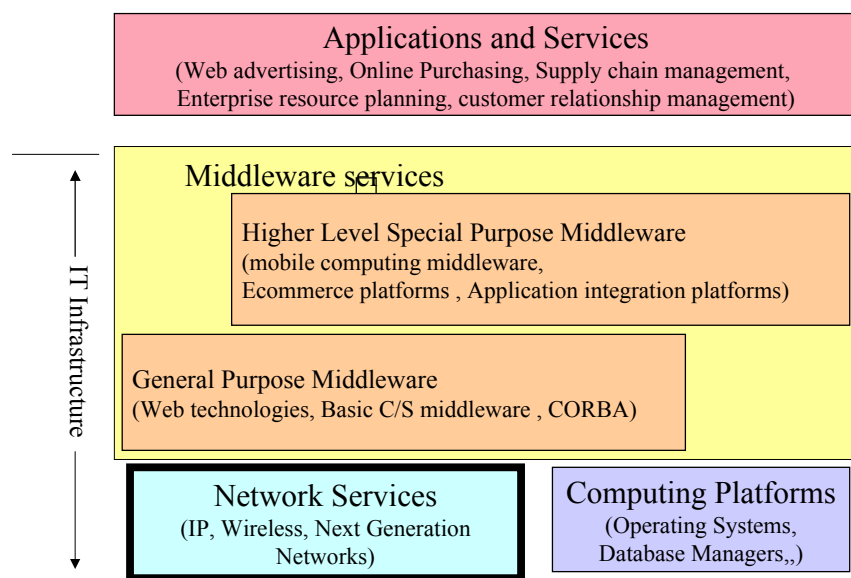 Applications and Services
(Web advertising, Online Purchasing, Supply chain management,
Enterprise resource planning, customer relationship management)
Middleware services
Higher Level Special Purpose Middleware
(mobile computing middleware,
Ecommerce platforms , Application integration platforms)
IT Infrastructure
General Purpose Middleware
(Web technologies, Basic C/S middleware , CORBA)
Network Services
(IP, Wireless, Next Generation
Networks)
Computing Platforms
(Operating Systems,
Database Managers,,)